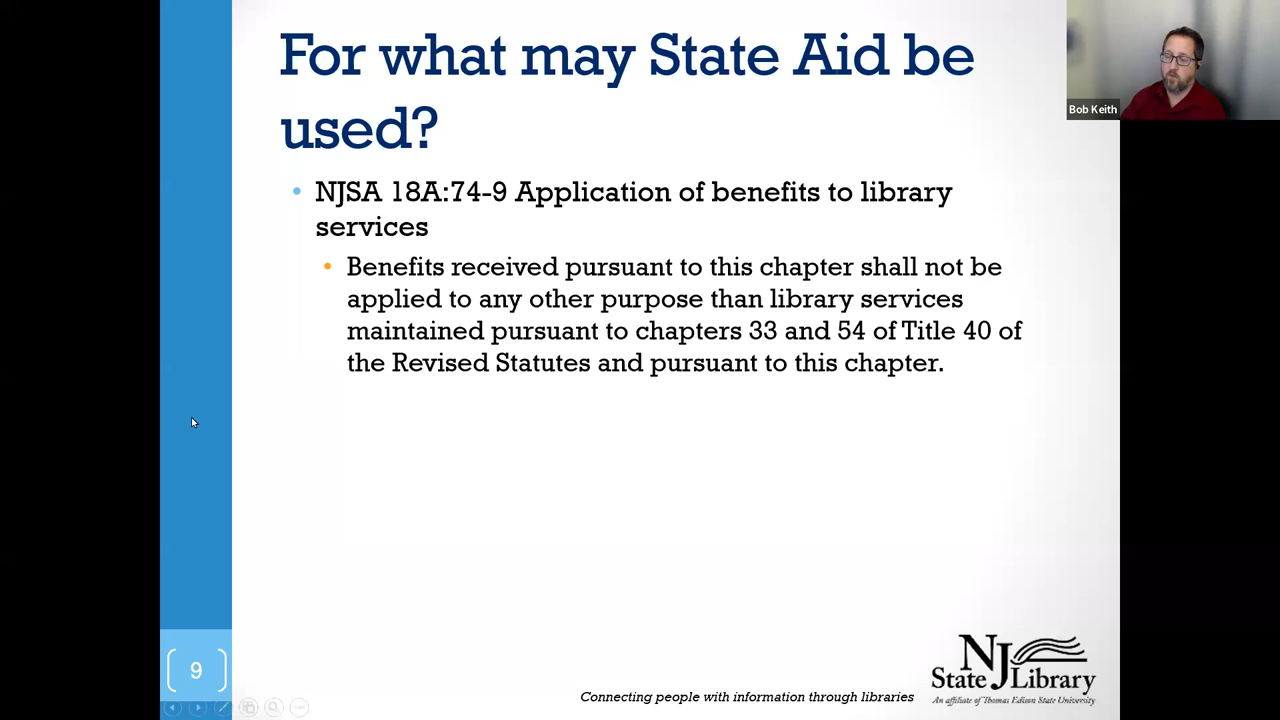 For what may State Aid be
used?
Bob Keith
• NJSA 18A:74-9 Application of benefits to library
services
• Benefits received pursuant to this chapter shall not be
applied to any other purpose than library services
maintained pursuant to chapters 33 and 54 of Title 40 of
the Revised Statutes and pursuant to this chapter.
9
Connecting people with information through libraries
NJ
State Library
An affiliate of Thomas Edison State University